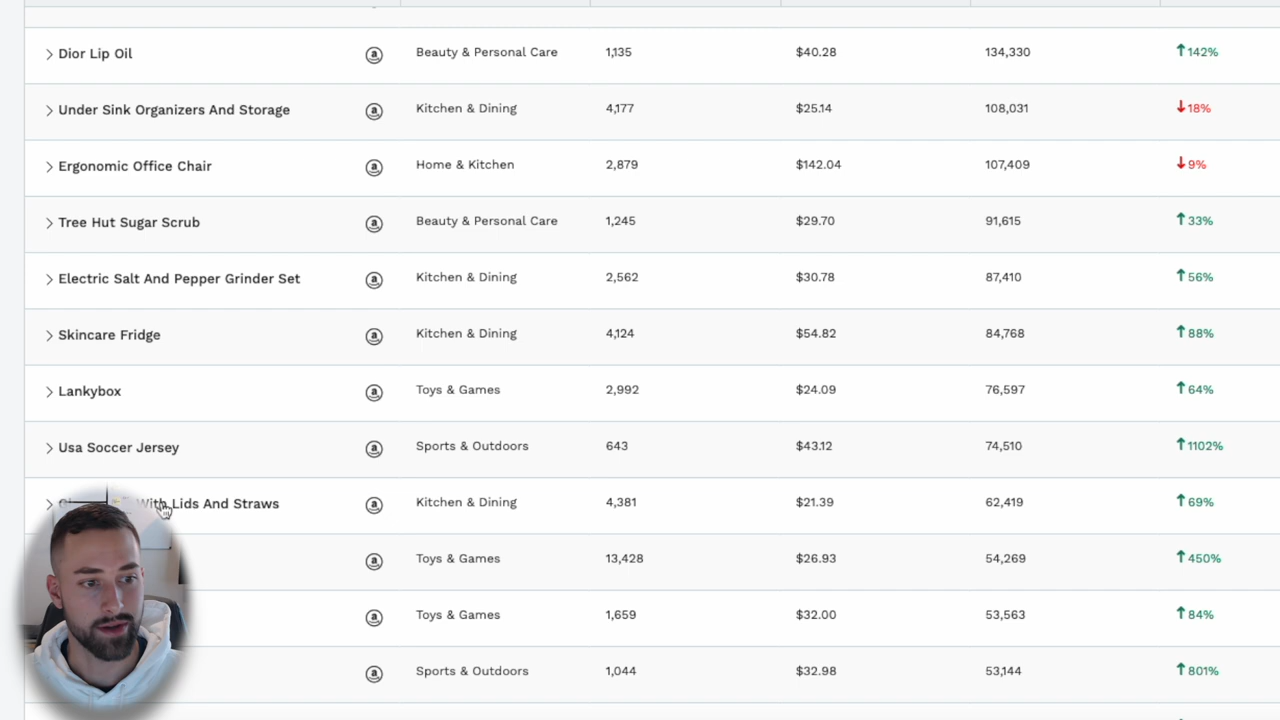 Dior Lip Oil Beauty & Personal Care 1,135 $40.28 134,330 142%
Under Sink Organizers And Storage Kitchen & Dining 4,177 $25.14 108,031 18%
Ergonomic Office Chair Home & Kitchen 2,879 $142.04 107,409 9%
Tree Hut Sugar Scrub Beauty & Personal Care 1,245 $29.70 91,615 33%
Electric Salt And Pepper Grinder Set Kitchen & Dining 2,562 $30.78 87,410 56%
Skincare Fridge Kitchen & Dining 4,124 $54.82 84,768 88%
Lankybox Toys & Games 2,992 $24.09 76,597 64%
Usa Soccer Jersey Sports & Outdoors 643 $43.12 74,510 1102%
With Lids And Straws Kitchen & Dining 4,381 $21.39 62,419 69%
Toys & Games 13,428 $26.93 54,269 450%
Toys & Games 1,659 $32.00 53,563 84%
Sports & Outdoors 1,044 $32.98 53,144 801%